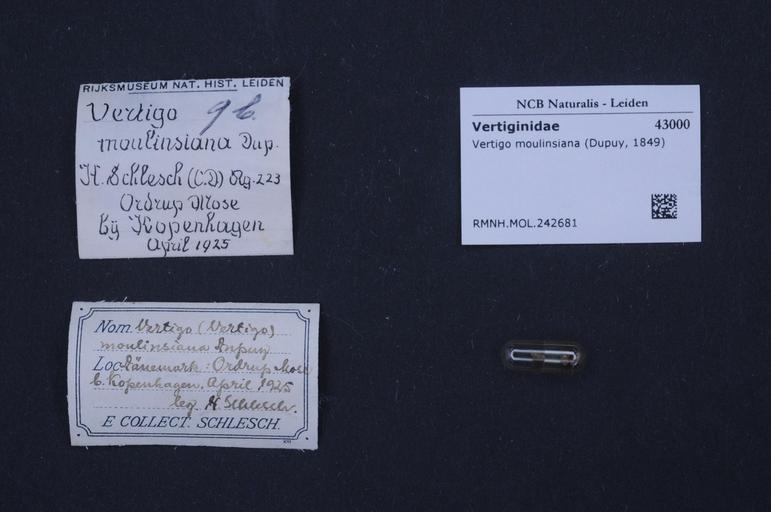 RIJKSMUSEUM NAT. HIST. LEIDEN
Vertigo 9 b.
moulinsiana Dup.
H. Schlesch (C.D) Ag. 223
Ordrup Mose
bij Kopenhagen
April 1925
NCB Naturalis - Leiden
Vertiginidae 43000
Vertigo moulinsiana (Dupuy, 1849)
RMNH.MOL.242681
Nom. Vertigo (Vertigo)
moulinsiana Dupuy
Loc. Dänemark: Ordrup Mose
b. Kopenhagen, April 1925
leg. H Schlesch.
E COLLECT. SCHLESCH.